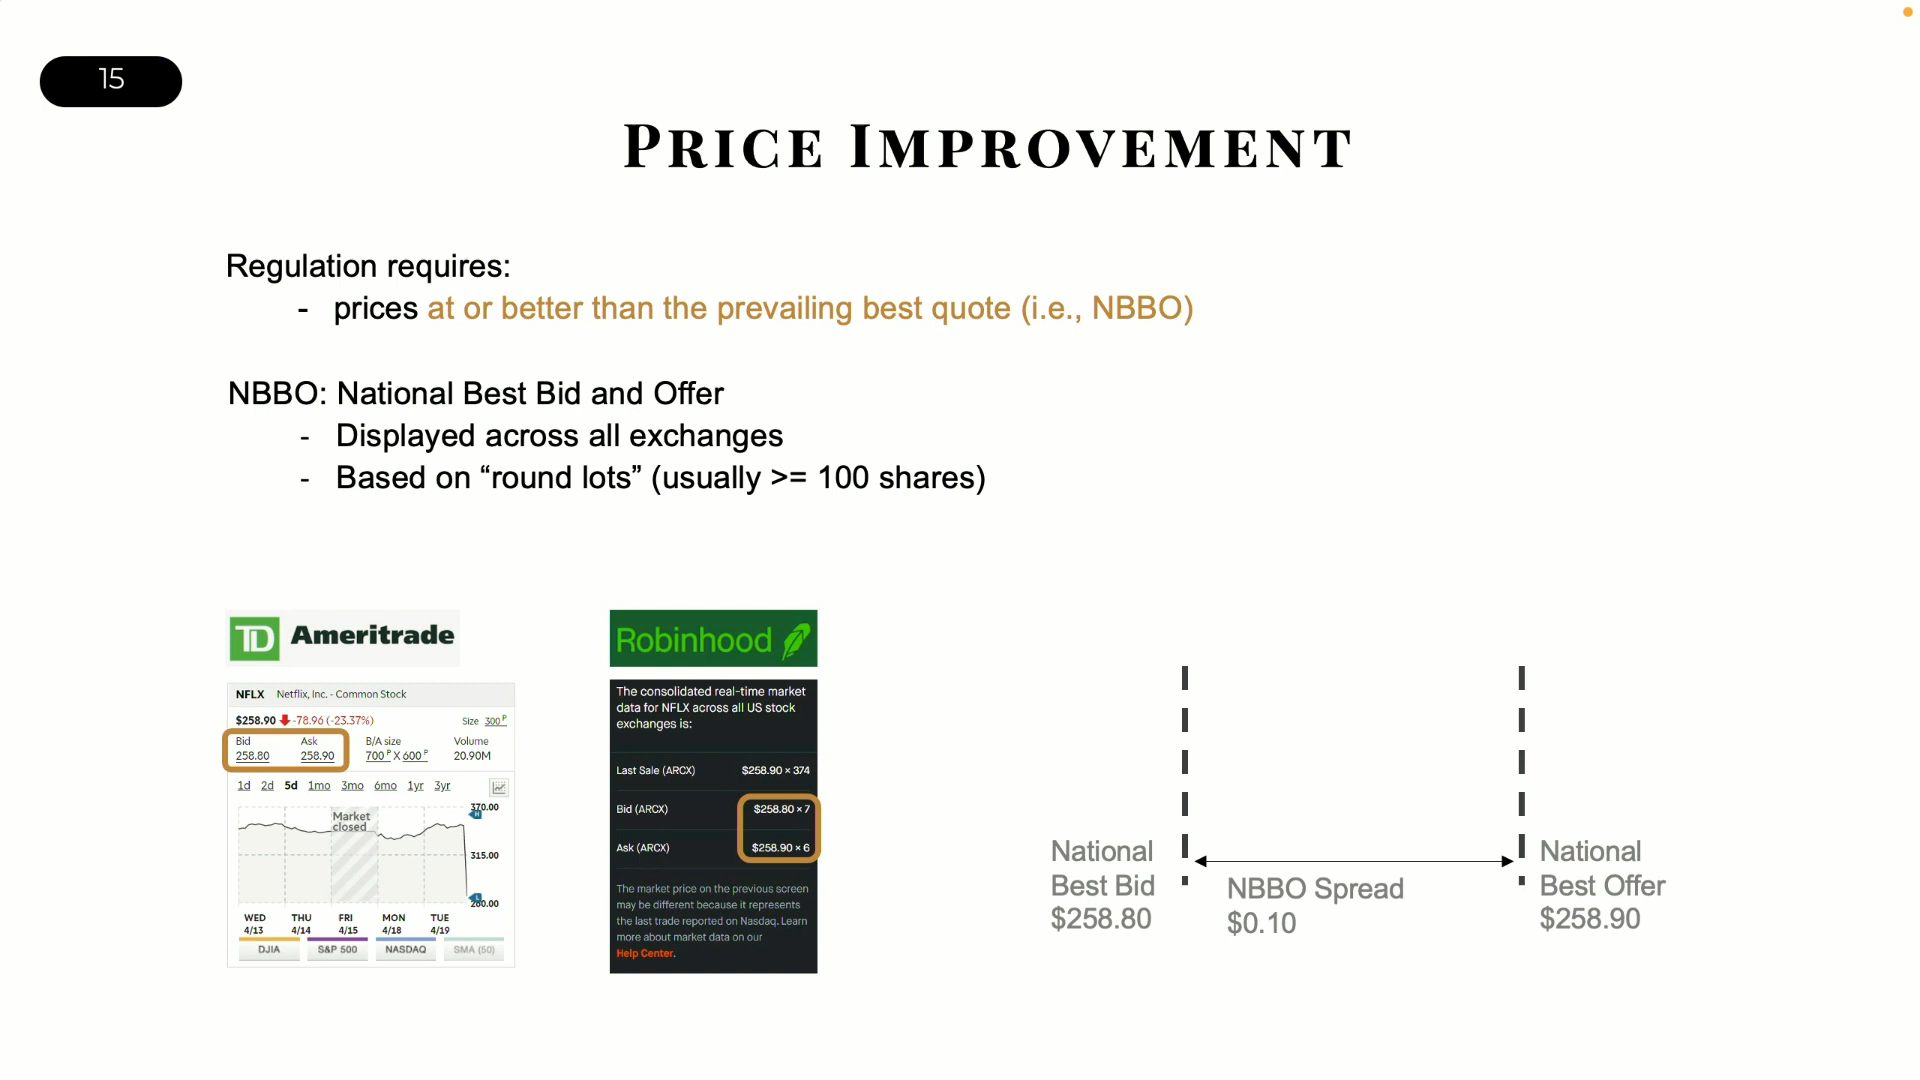 15
PRICE IMPROVEMENT
Regulation requires:
- prices at or better than the prevailing best quote (i.e., NBBO)
NBBO: National Best Bid and Offer
- Displayed across all exchanges
- Based on “round lots” (usually >= 100 shares)
TD Ameritrade
NFLX Netflix, Inc. - Common Stock
$258.90 -78.96 (-23.37%) Size 300 P
Bid Ask B/A size Volume
258.80 258.90 700 P X 600 P 20.90M
1d 2d 5d 1mo 3mo 6mo 1yr 3yr
370.00
Market
closed
H
315.00
L
260.00
WED THU FRI MON TUE
4/13 4/14 4/15 4/18 4/19
DJIA S&P 500 NASDAQ SMA (50)
Robinhood
The consolidated real-time market
data for NFLX across all US stock
exchanges is:
Last Sale (ARCX) $258.90 × 374
Bid (ARCX) $258.80 × 7
Ask (ARCX) $258.90 × 6
The market price on the previous screen
may be different because it represents
the last trade reported on Nasdaq. Learn
more about market data on our
Help Center.
National
Best Bid
$258.80
NBBO Spread
$0.10
National
Best Offer
$258.90